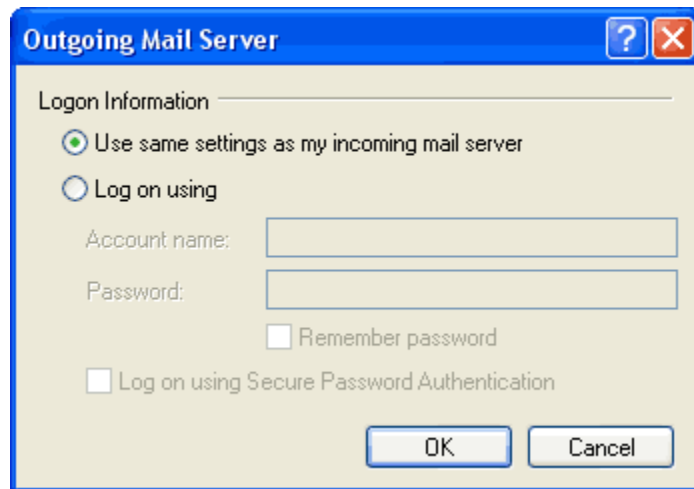 Outgoing Mail Server
Logon Information
Use same settings as my incoming mail server
Log on using
Account name:
Password:
Remember password
Log on using Secure Password Authentication
OK Cancel